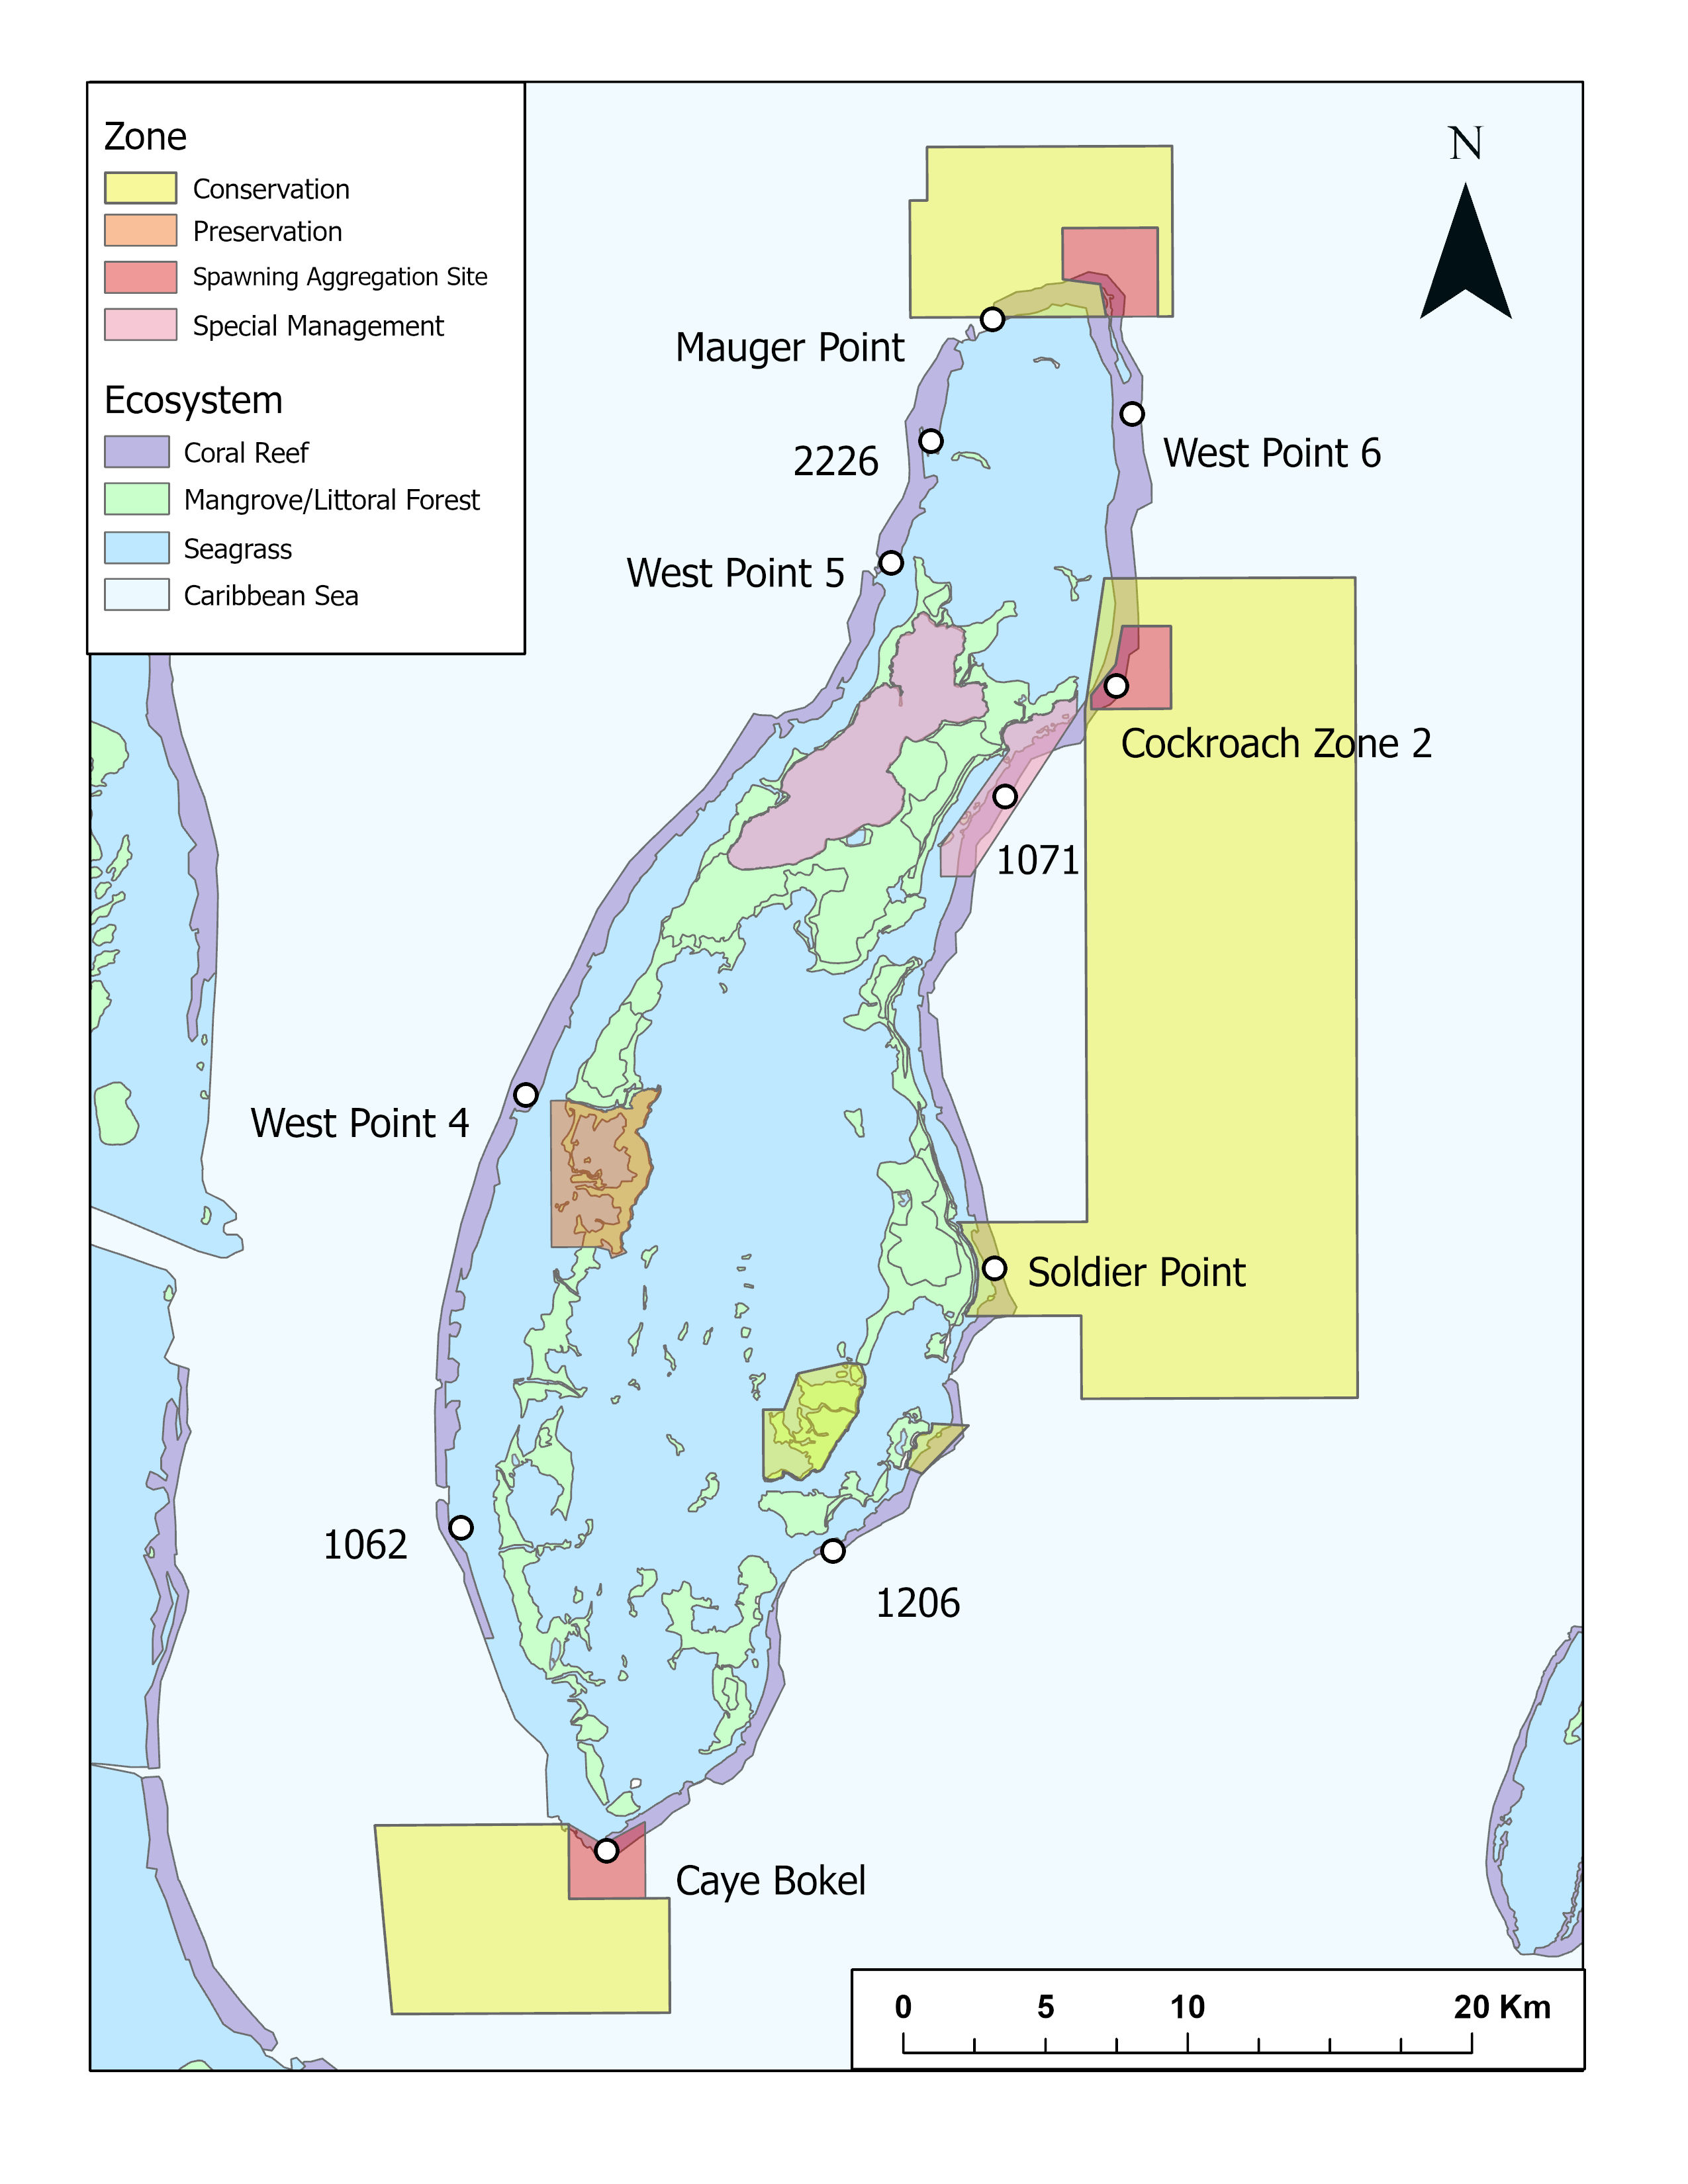 Zone
Conservation
Preservation
Spawning Aggregation Site
Special Management
Ecosystem
Coral Reef
Mangrove/Littoral Forest
Seagrass
Caribbean Sea
N
Mauger Point
West Point 6
2226
West Point 5
Cockroach Zone 2
1071
West Point 4
Soldier Point
1062
1206
Caye Bokel
0 5 10 20 Km